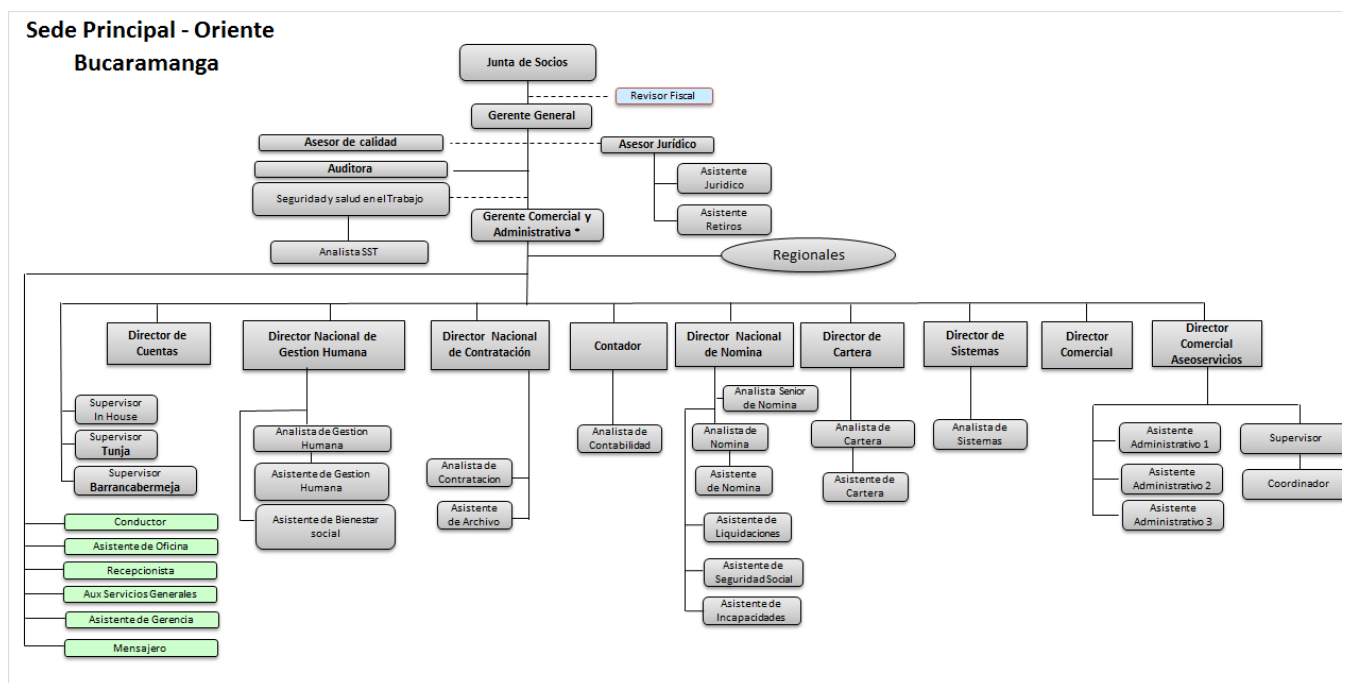 Sede Principal - Oriente
Bucaramanga
Junta de Socios
Revisor Fiscal
Gerente General
Asesor de calidad
Asesor Jurídico
Auditora
Asistente
Juridico
Seguridad y salud en el Trabajo
Asistente
Retiros
Gerente Comercial y
Administrativa *
Analista SST
Regionales
Director de
Cuentas
Director Nacional de
Gestion Humana
Director Nacional
de Contratación
Contador
Director Nacional
de Nomina
Director de
Cartera
Director de
Sistemas
Director
Comercial
Director
Comercial
Aseoservicios
Supervisor
In House
Supervisor
Tunja
Supervisor
Barrancabermeja
Analista de Gestion
Humana
Asistente de Gestion
Humana
Asistente de Bienestar
social
Analista de
Contratacion
Asistente
de Archivo
Analista de
Contabilidad
Analista Senior
de Nomina
Analista de
Nomina
Asistente
de Nomina
Asistente de
Liquidaciones
Asistente de
Seguridad Social
Asistente de
Incapacidades
Analista de
Cartera
Asistente de
Cartera
Analista de
Sistemas
Asistente
Administrativo 1
Asistente
Administrativo 2
Asistente
Administrativo 3
Supervisor
Coordinador
Conductor
Asistente de Oficina
Recepcionista
Aux Servicios Generales
Asistente de Gerencia
Mensajero